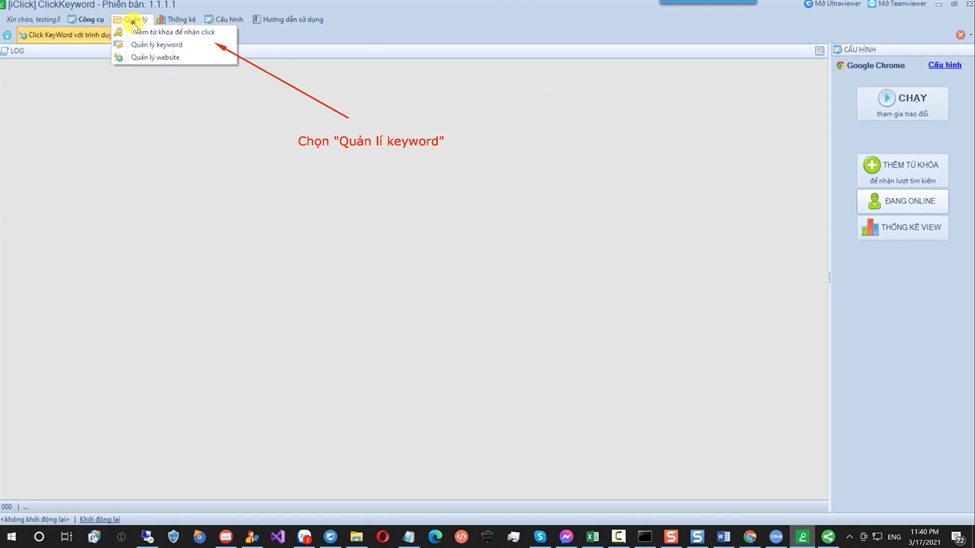 [iClick] ClickKeyword - Phiên bản: 1.1.1.1
Mở Ultraviewer
Mở Teamviewer
Xin chào, testing3
Công cụ
Quản lý
Thống kê
Cấu hình
Hướng dẫn sử dụng
Click KeyWord với trình duy
Thêm từ khóa để nhận click
Quản lý keyword
Quản lý website
LOG
CẤU HÌNH
Google Chrome
Cấu hình
CHẠY
tham gia trao đổi
Chọn "Quản lí keyword"
THÊM TỪ KHÓA
để nhận lượt tìm kiếm
ĐANG ONLINE
THỐNG KÊ VIEW
000 | ...
<không khởi động lại> | Khởi động lại
ENG
11:40 PM
3/17/2021
22